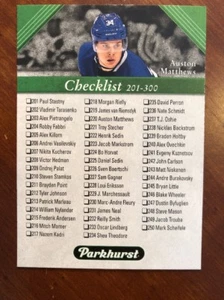 34
Auston
Matthews
Checklist 201-300
201 Paul Stastny
202 Vladimir Tarasenko
203 Alex Pietrangelo
204 Robby Fabbri
205 Alex Killorn
206 Andrei Vasilevskiy
207 Nikita Kucherov
208 Victor Hedman
209 Ondrej Palat
210 Steven Stamkos
211 Brayden Point
212 Tyler Johnson
213 Patrick Marleau
214 William Nylander
215 Frederik Andersen
216 Mitch Marner
217 Nazem Kadri
218 Morgan Rielly
219 James van Riemsdyk
220 Auston Matthews
221 Troy Stecher
222 Henrik Sedin
223 Jacob Markstrom
224 Bo Horvat
225 Daniel Sedin
226 Sven Baertschi
227 Sam Gagner
228 Loui Eriksson
229 J. Marchessault
230 Marc-Andre Fleury
231 James Neal
232 Reilly Smith
233 Oscar Lindberg
234 Shea Theodore
235 David Perron
236 Nate Schmidt
237 T.J. Oshie
238 Nicklas Backstrom
239 Braden Holtby
240 Alex Ovechkin
241 Evgeny Kuznetsov
242 John Carlson
243 Matt Niskanen
244 Andre Burakovsky
245 Bryan Little
246 Blake Wheeler
247 Dustin Byfuglien
248 Steve Mason
249 Jacob Trouba
250 Mark Scheifele
Parkhurst